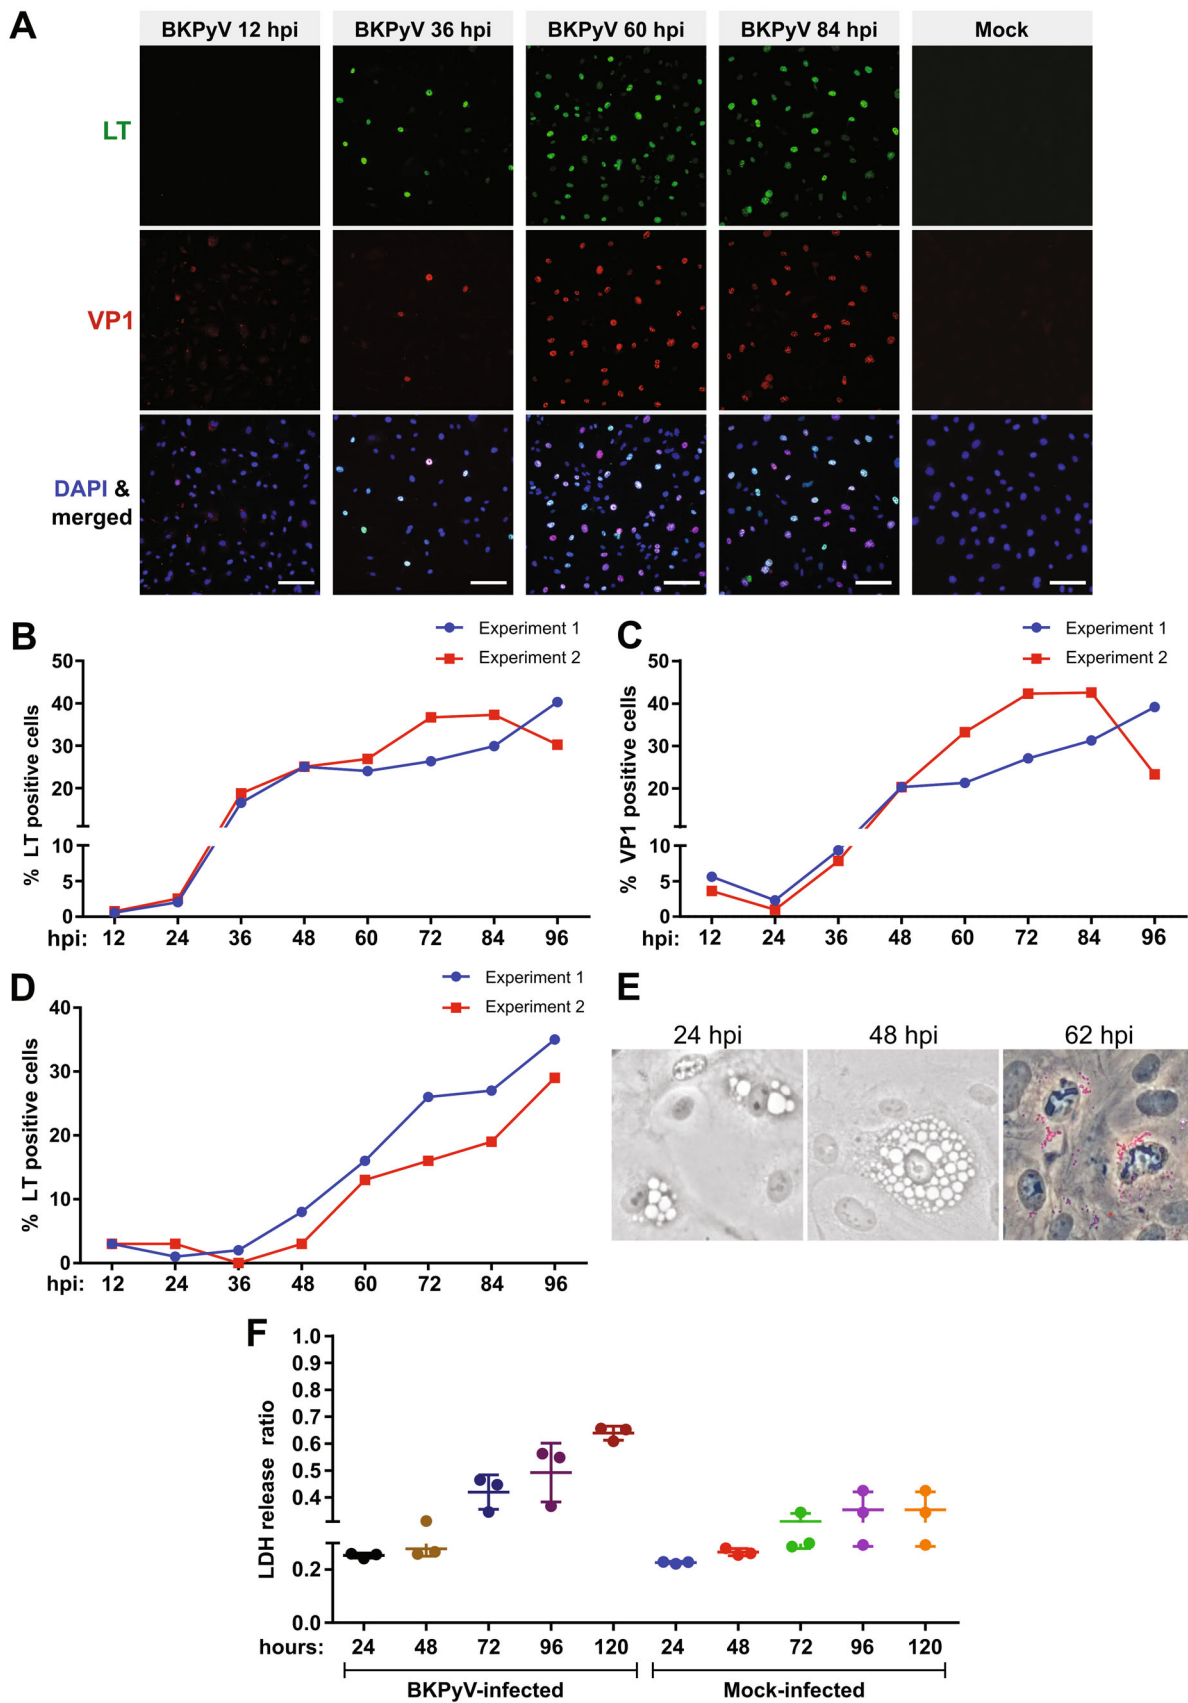 A
BKPyV 12 hpi
BKPyV 36 hpi
BKPyV 60 hpi
BKPyV 84 hpi
Mock
LT
VP1
DAPI &
merged
B
Experiment 1
Experiment 2
% LT positive cells
50
40
30
20
10
5
0
hpi: 12 24 36 48 60 72 84 96
C
Experiment 1
Experiment 2
% VP1 positive cells
50
40
30
20
10
5
0
hpi: 12 24 36 48 60 72 84 96
D
Experiment 1
Experiment 2
% LT positive cells
40
30
20
10
0
hpi: 12 24 36 48 60 72 84 96
E
24 hpi
48 hpi
62 hpi
F
LDH release ratio
1.0
0.9
0.8
0.7
0.6
0.5
0.4
0.2
0.0
hours: 24 48 72 96 120 24 48 72 96 120
BKPyV-infected
Mock-infected